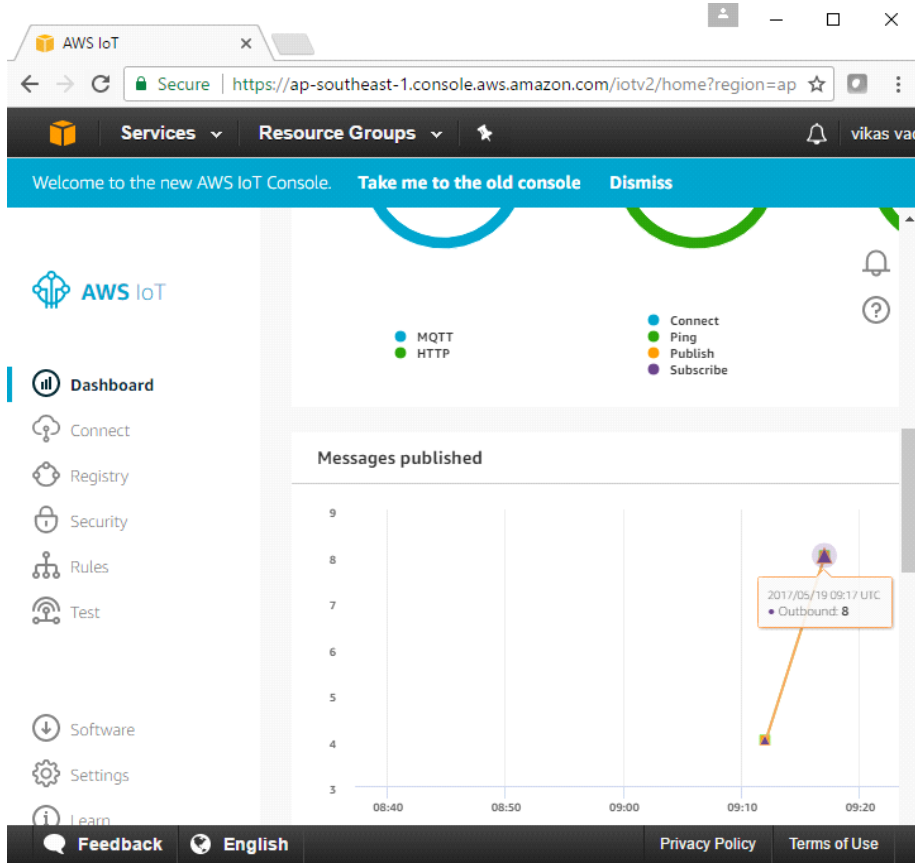 AWS IoT
Secure https://ap-southeast-1.console.aws.amazon.com/iotv2/home?region=ap
Services Resource Groups vikas vad
Welcome to the new AWS IoT Console. Take me to the old console Dismiss
AWS IoT
Dashboard
Connect
Registry
Security
Rules
Test
Software
Settings
Learn
MQTT
HTTP
Connect
Ping
Publish
Subscribe
Messages published
9
8
7
6
5
4
3
2017/05/19 09:17 UTC
Outbound: 8
08:40 08:50 09:00 09:10 09:20
Feedback English Privacy Policy Terms of Use